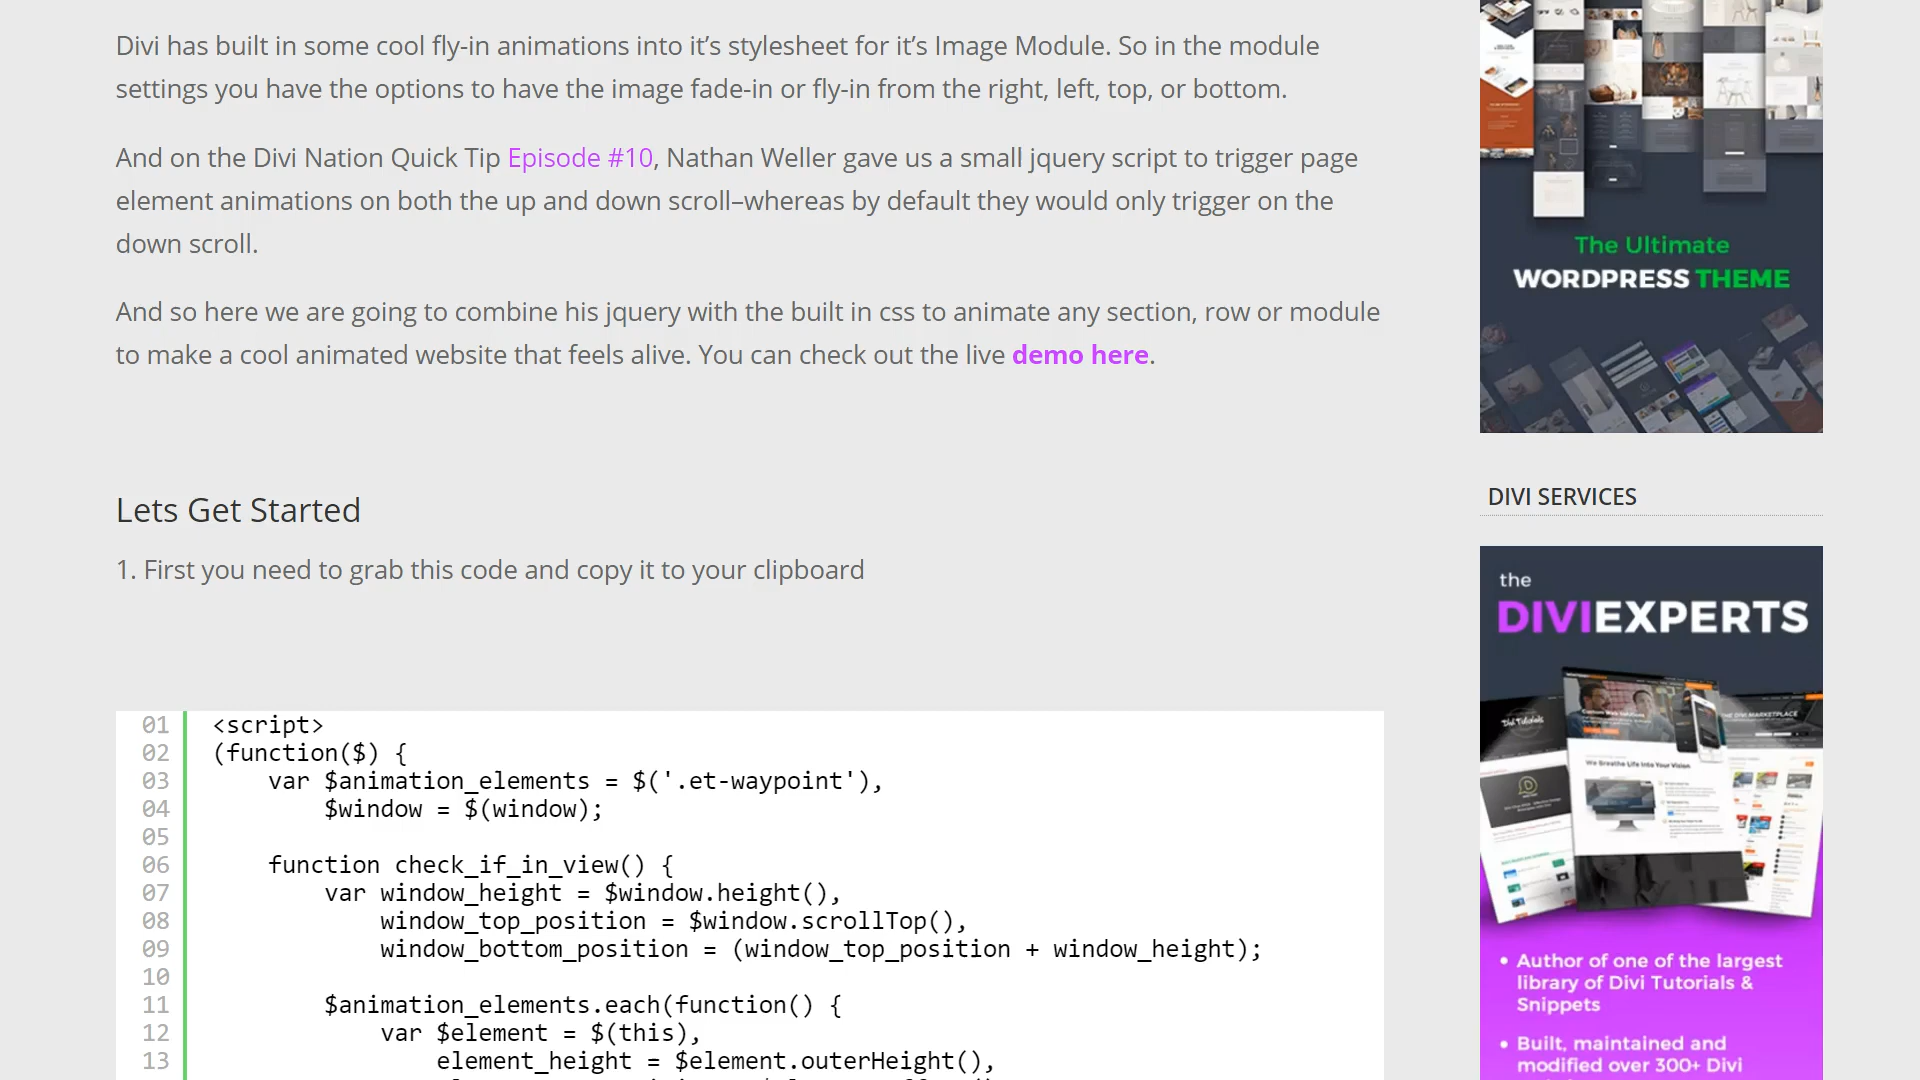 Divi has built in some cool fly-in animations into it’s stylesheet for it’s Image Module. So in the module
settings you have the options to have the image fade-in or fly-in from the right, left, top, or bottom.
And on the Divi Nation Quick Tip Episode #10, Nathan Weller gave us a small jquery script to trigger page
element animations on both the up and down scroll–whereas by default they would only trigger on the
down scroll.
And so here we are going to combine his jquery with the built in css to animate any section, row or module
to make a cool animated website that feels alive. You can check out the live demo here.
Lets Get Started
1. First you need to grab this code and copy it to your clipboard
01 <script>
02 (function($) {
03 var $animation_elements = $('.et-waypoint'),
04 $window = $(window);
05
06 function check_if_in_view() {
07 var window_height = $window.height(),
08 window_top_position = $window.scrollTop(),
09 window_bottom_position = (window_top_position + window_height);
10
11 $animation_elements.each(function() {
12 var $element = $(this),
13 element_height = $element.outerHeight(),
The Ultimate
WORDPRESS THEME
DIVI SERVICES
the
DIVIEXPERTS
We Breathe Life Into Your Vision
• Author of one of the largest
library of Divi Tutorials &
Snippets
• Built, maintained and
modified over 300+ Divi